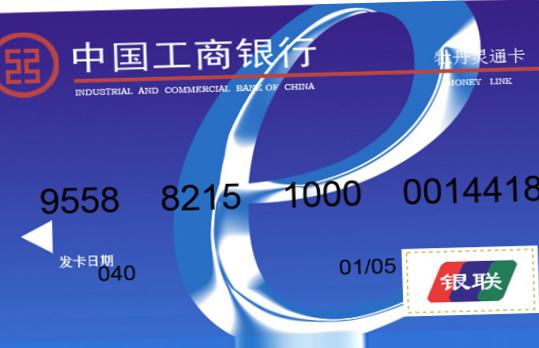 中国工商银行
牡丹灵通卡
INDUSTRIAL AND COMMERCIAL BANK OF CHINA
MONEY LINK
9558 8215 1000 0014418
发卡日期
040
01/05
银联